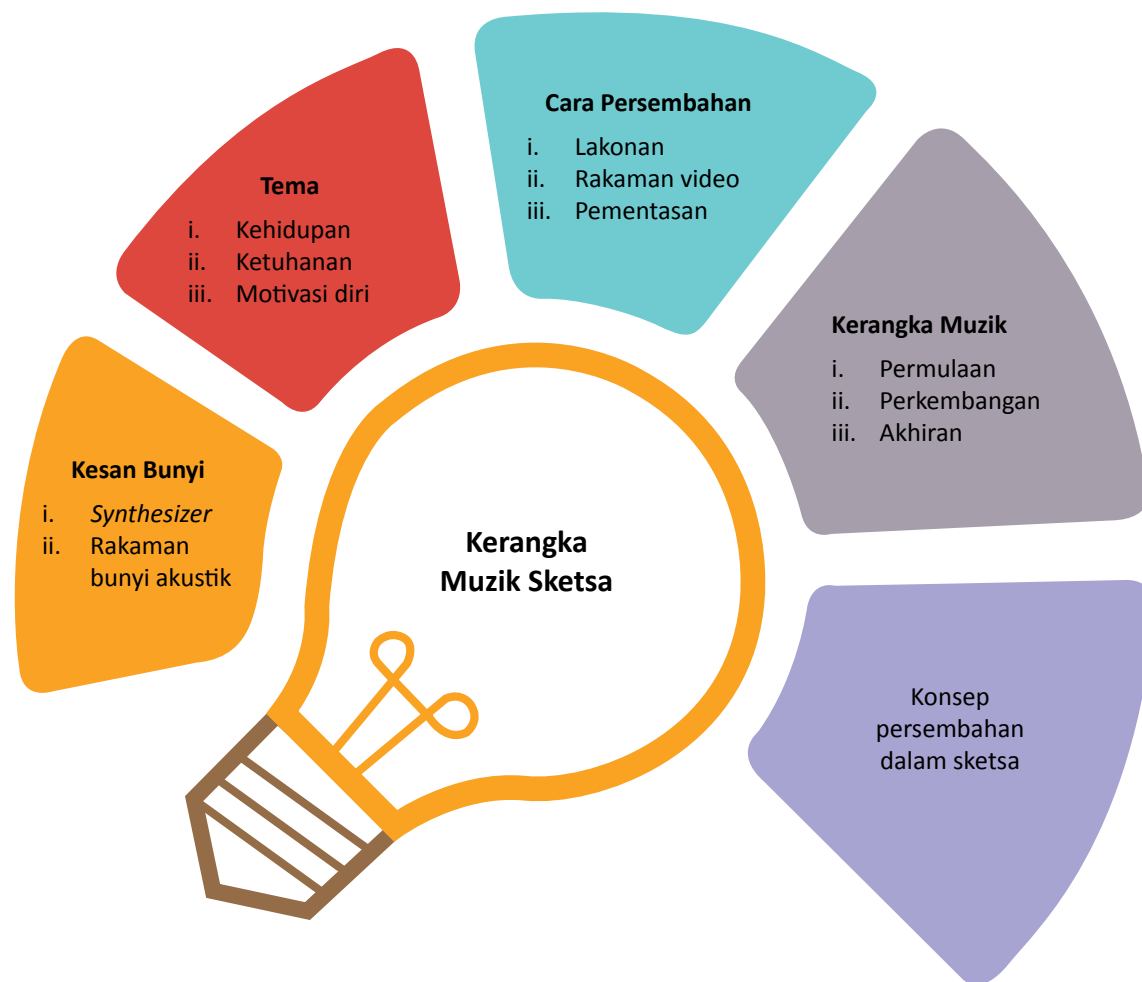 Kesan Bunyi
i. Synthesizer
ii. Rakaman
bunyi akustik
Tema
i. Kehidupan
ii. Ketuhanan
iii. Motivasi diri
Cara Persembahan
i. Lakonan
ii. Rakaman video
iii. Pementasan
Kerangka Muzik
i. Permulaan
ii. Perkembangan
iii. Akhiran
Konsep
persembahan
dalam sketsa
Kerangka
Muzik Sketsa